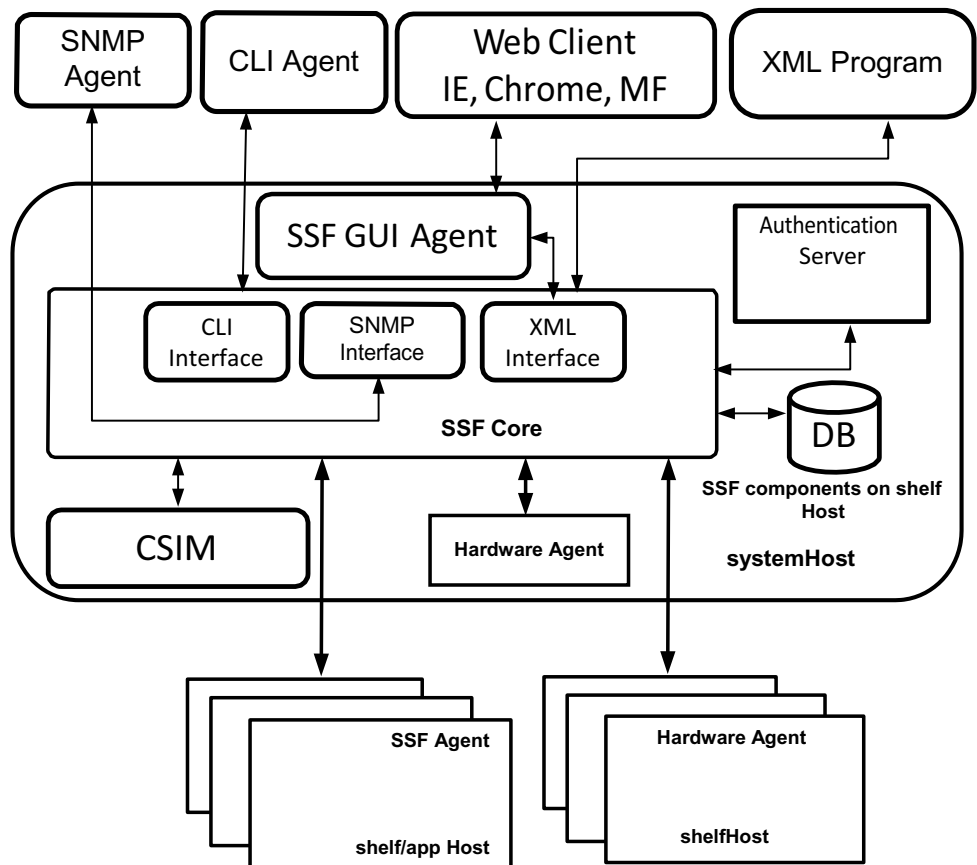 SNMP
Agent
CLI Agent
Web Client
IE, Chrome, MF
XML Program
SSF GUI Agent
Authentication
Server
CLI
Interface
SNMP
Interface
XML
Interface
SSF Core
DB
SSF components on shelf
Host
CSIM
Hardware Agent
systemHost
SSF Agent
shelf/app Host
Hardware Agent
shelfHost